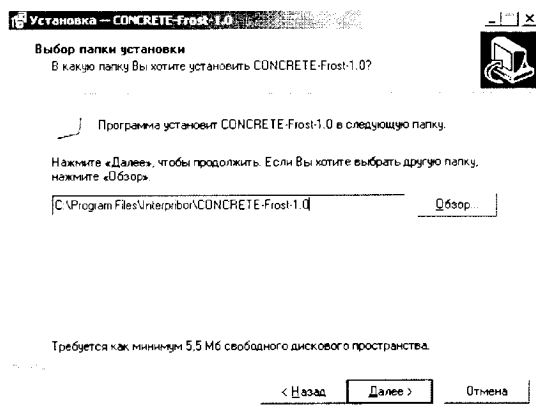 Установка — CONCRETE-Frost-1.0
Выбор папки установки
В какую папку Вы хотите установить CONCRETE-Frost-1.0?
Программа установит CONCRETE-Frost-1.0 в следующую папку.
Нажмите «Далее», чтобы продолжить. Если Вы хотите выбрать другую папку,
нажмите «Обзор».
C:\Program Files\Interpribor\CONCRETE-Frost-1.0
Обзор...
Требуется как минимум 5,5 Мб свободного дискового пространства.
< Назад
Далее >
Отмена